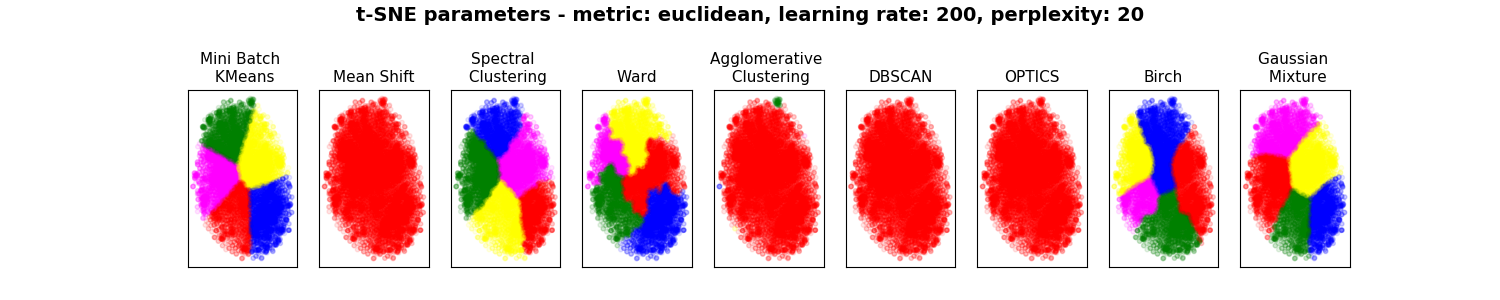 t-SNE parameters - metric: euclidean, learning rate: 200, perplexity: 20
Mini Batch
KMeans
Mean Shift
Spectral
Clustering
Ward
Agglomerative
Clustering
DBSCAN
OPTICS
Birch
Gaussian
Mixture